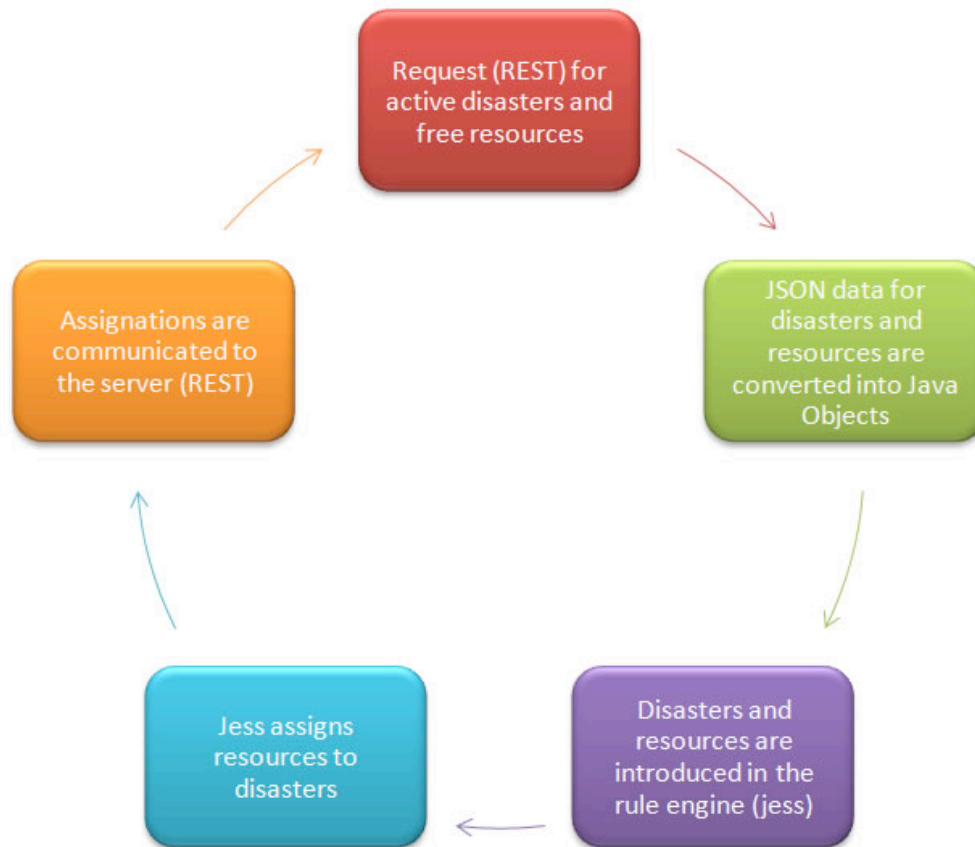 Request (REST) for
active disasters and
free resources
JSON data for
disasters and
resources are
converted into Java
Objects
Disasters and
resources are
introduced in the
rule engine (jess)
Jess assigns
resources to
disasters
Assignations are
communicated to
the server (REST)